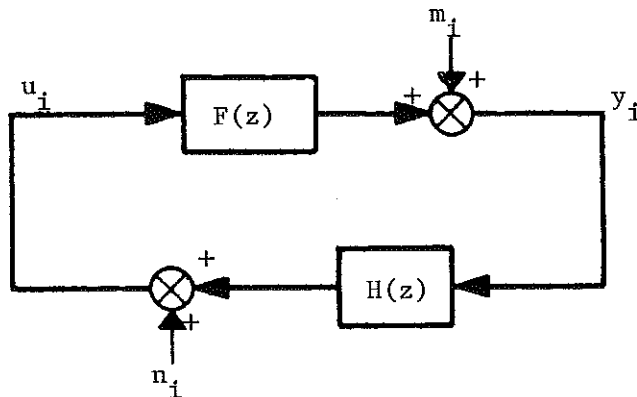 m_i
u_i
+
F(z)
+
y_i
+
H(z)
+
n_i